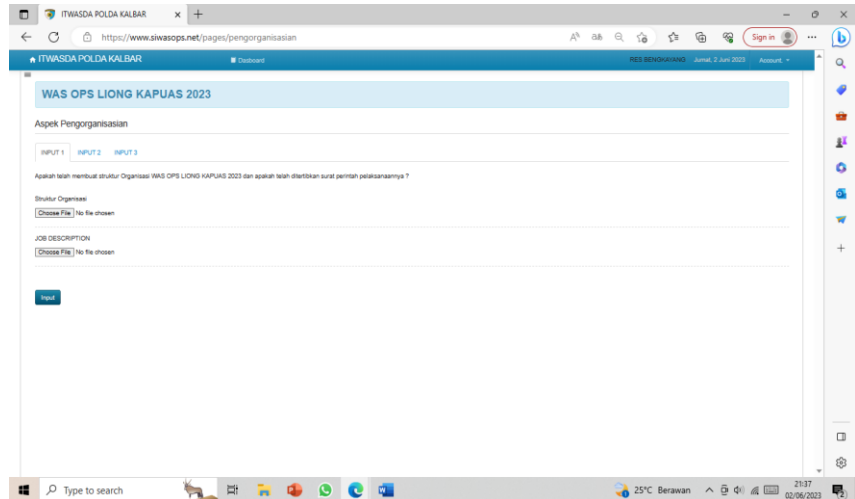 ITWASDA POLDA KALBAR
https://www.siwasops.net/pages/pengorganisasian
Sign in
ITWASDA POLDA KALBAR
Dasboard
RES BENGKAYANG
Jumat, 2 Juni 2023
Account
WAS OPS LIONG KAPUAS 2023
Aspek Pengorganisasian
INPUT 1 INPUT 2 INPUT 3
Apakah telah membuat struktur Organisasi WAS OPS LIONG KAPUAS 2023 dan apakah telah ditertibkan surat perintah pelaksanaannya ?
Struktur Organisasi
Choose File No file chosen
JOB DESCRIPTION
Choose File No file chosen
Input
Type to search
25°C Berawan
21:37
02/06/2023